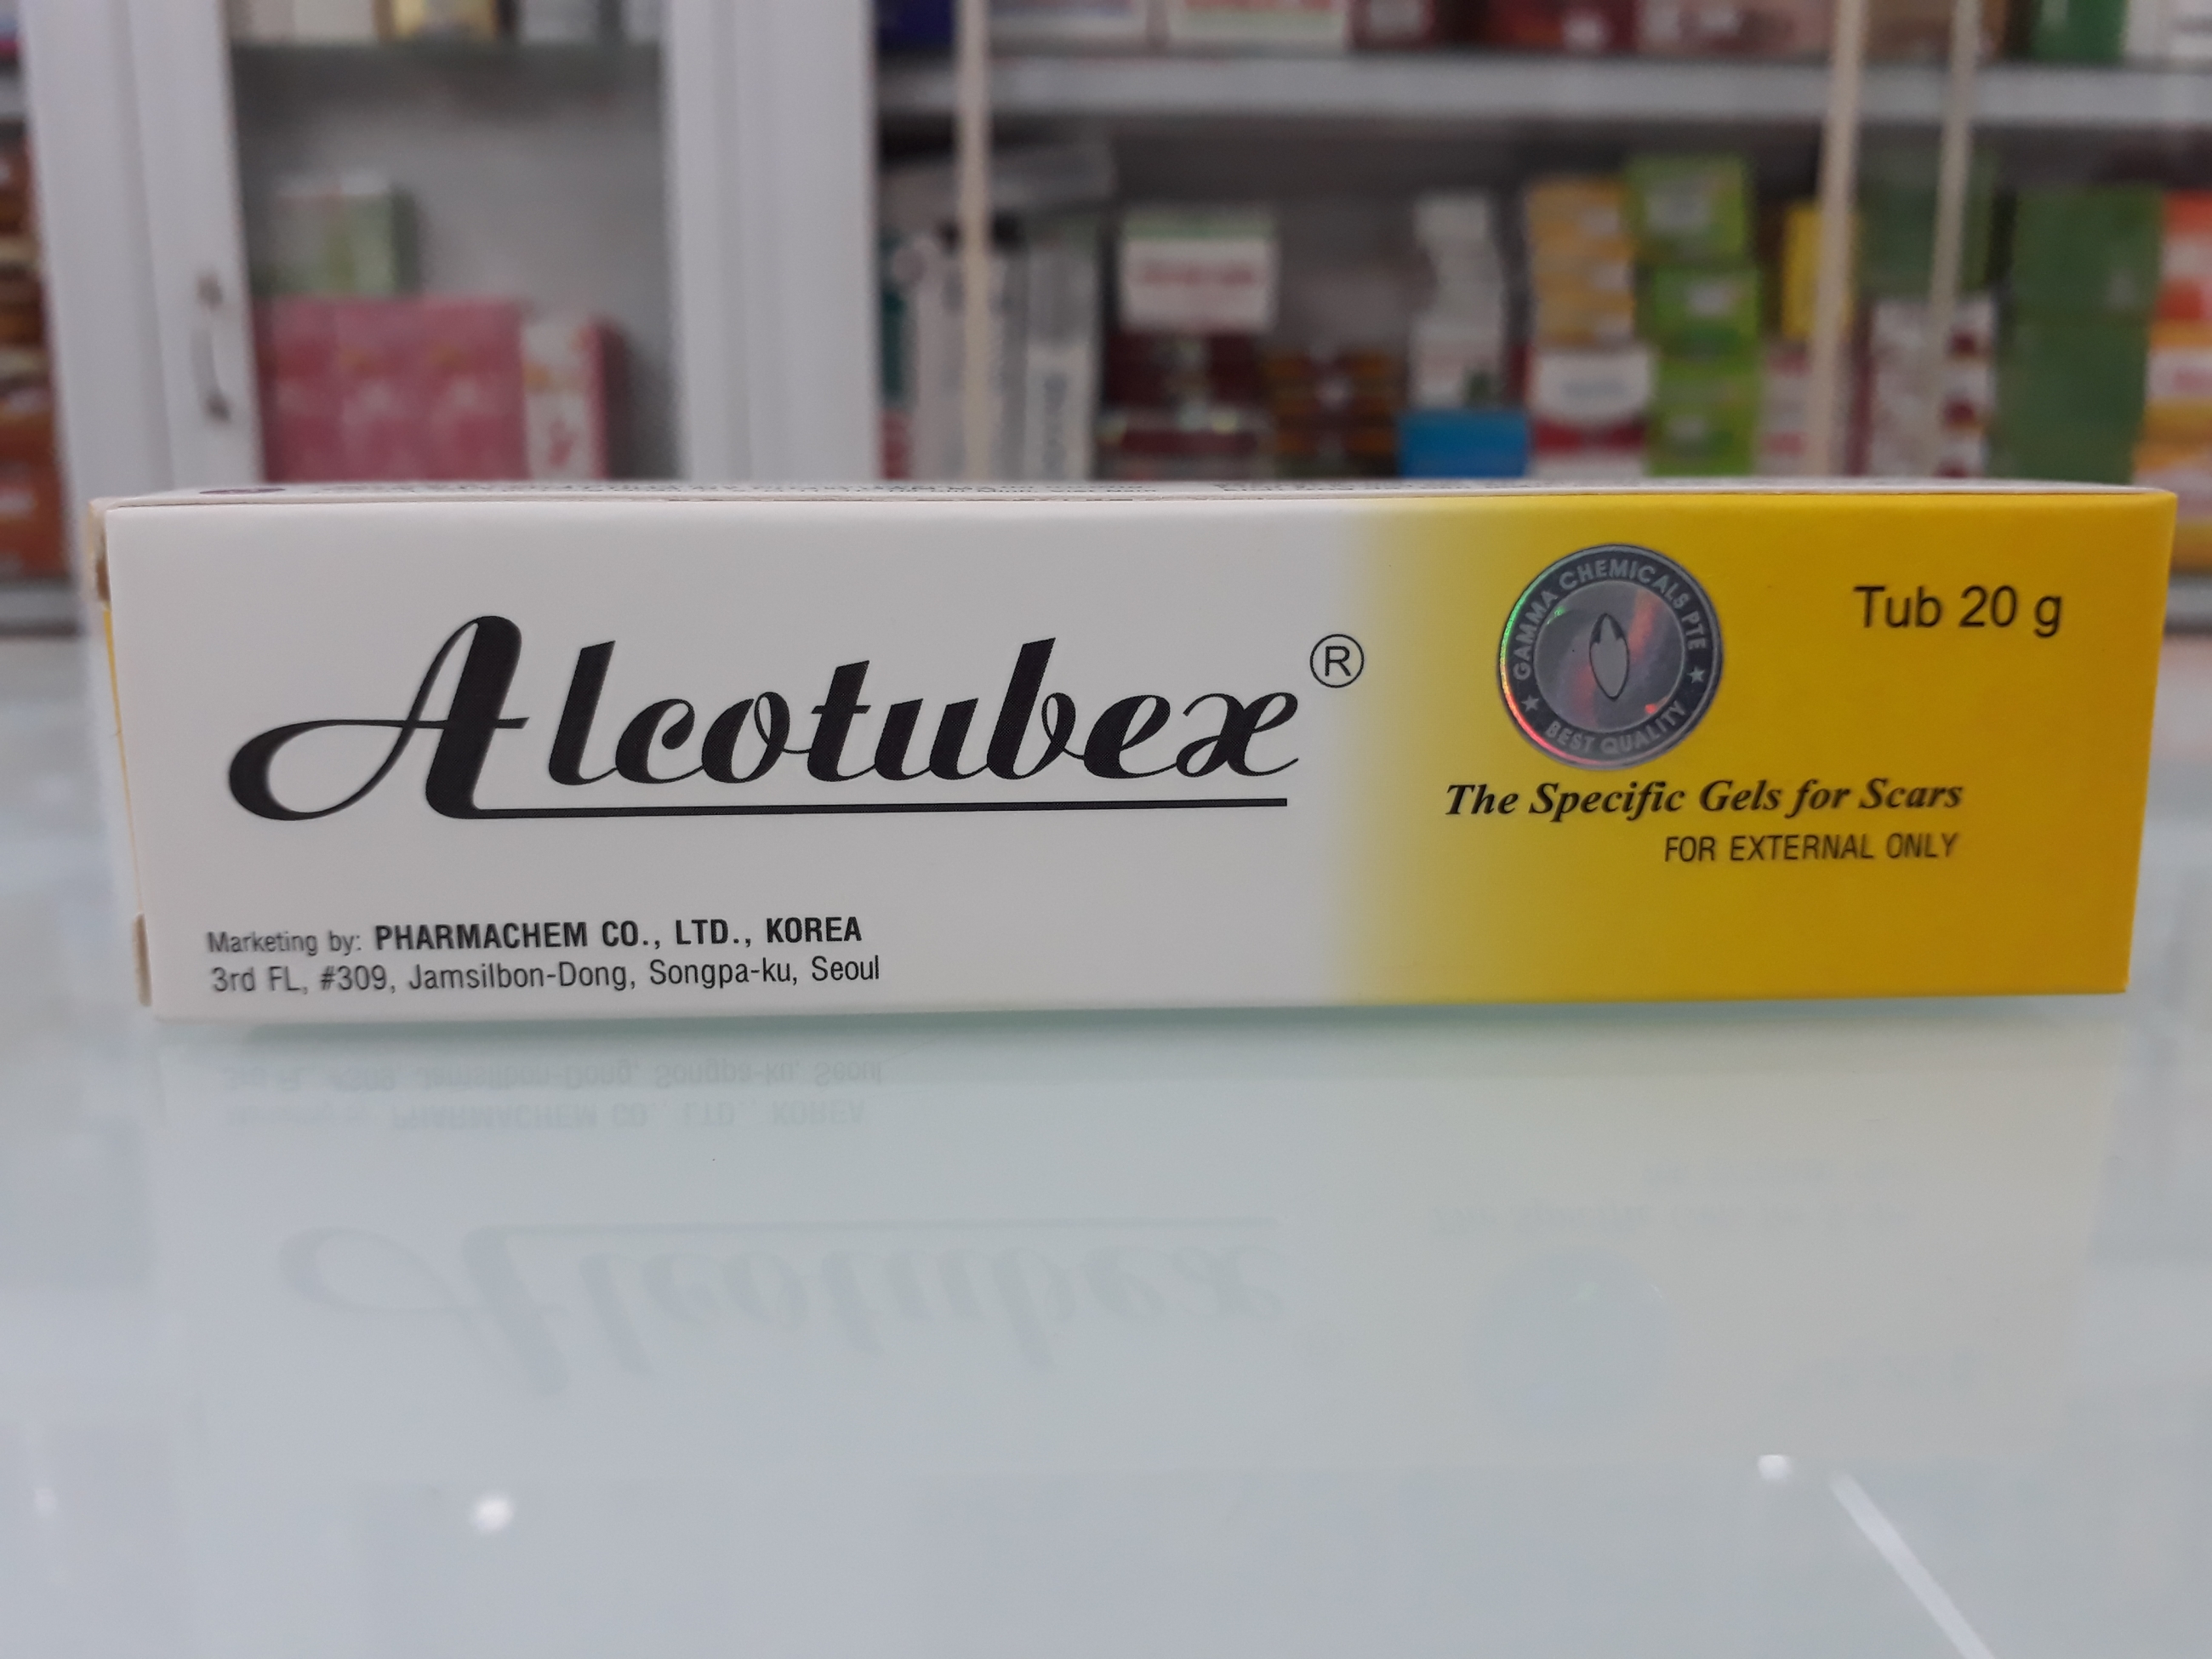 Alcotubex®
GAMMA CHEMICALS PTE
★ BEST QUALITY ★
Tub 20 g
The Specific Gels for Scars
FOR EXTERNAL ONLY
Marketing by: PHARMACHEM CO., LTD., KOREA
3rd FL, #309, Jamsilbon-Dong, Songpa-ku, Seoul